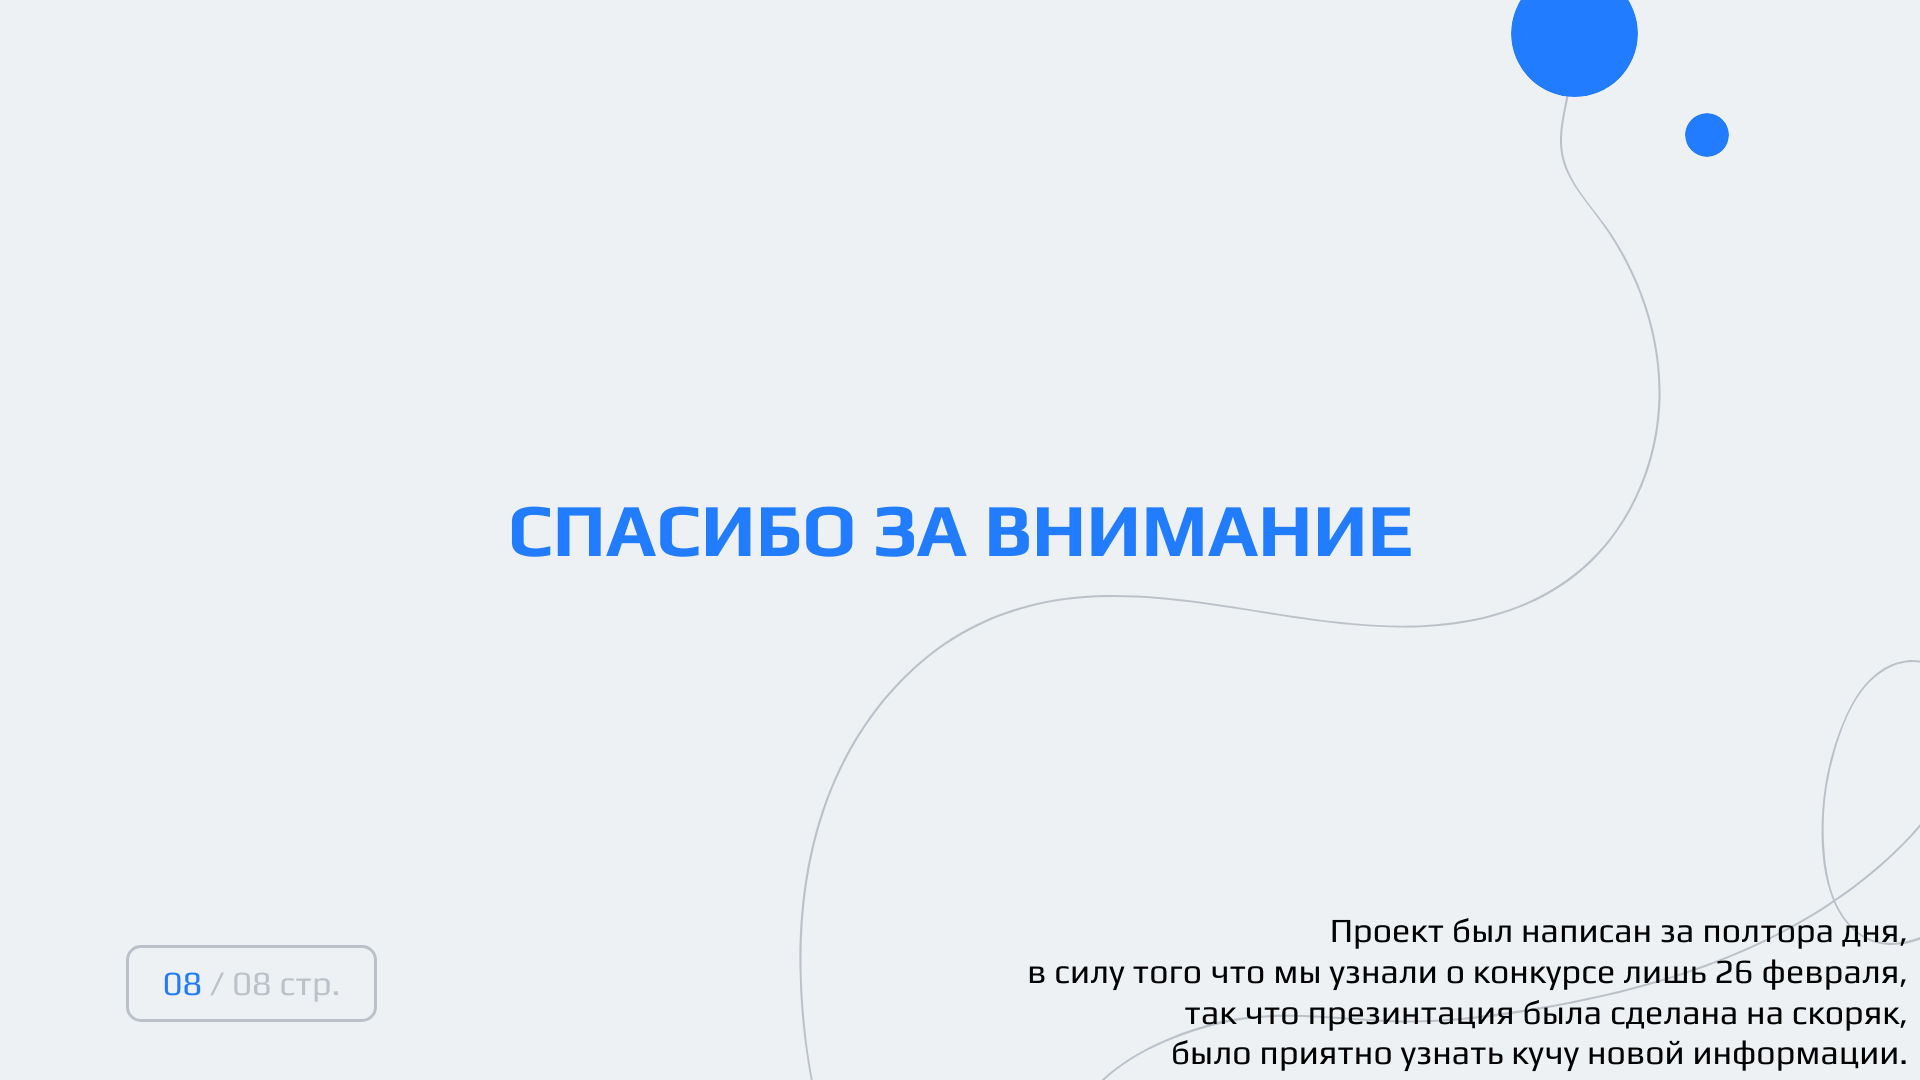 СПАСИБО ЗА ВНИМАНИЕ
Проект был написан за полтора дня,
в силу того что мы узнали о конкурсе лишь 26 февраля,
так что презинтация была сделана на скоряк,
было приятно узнать кучу новой информации.
08 / 08 стр.